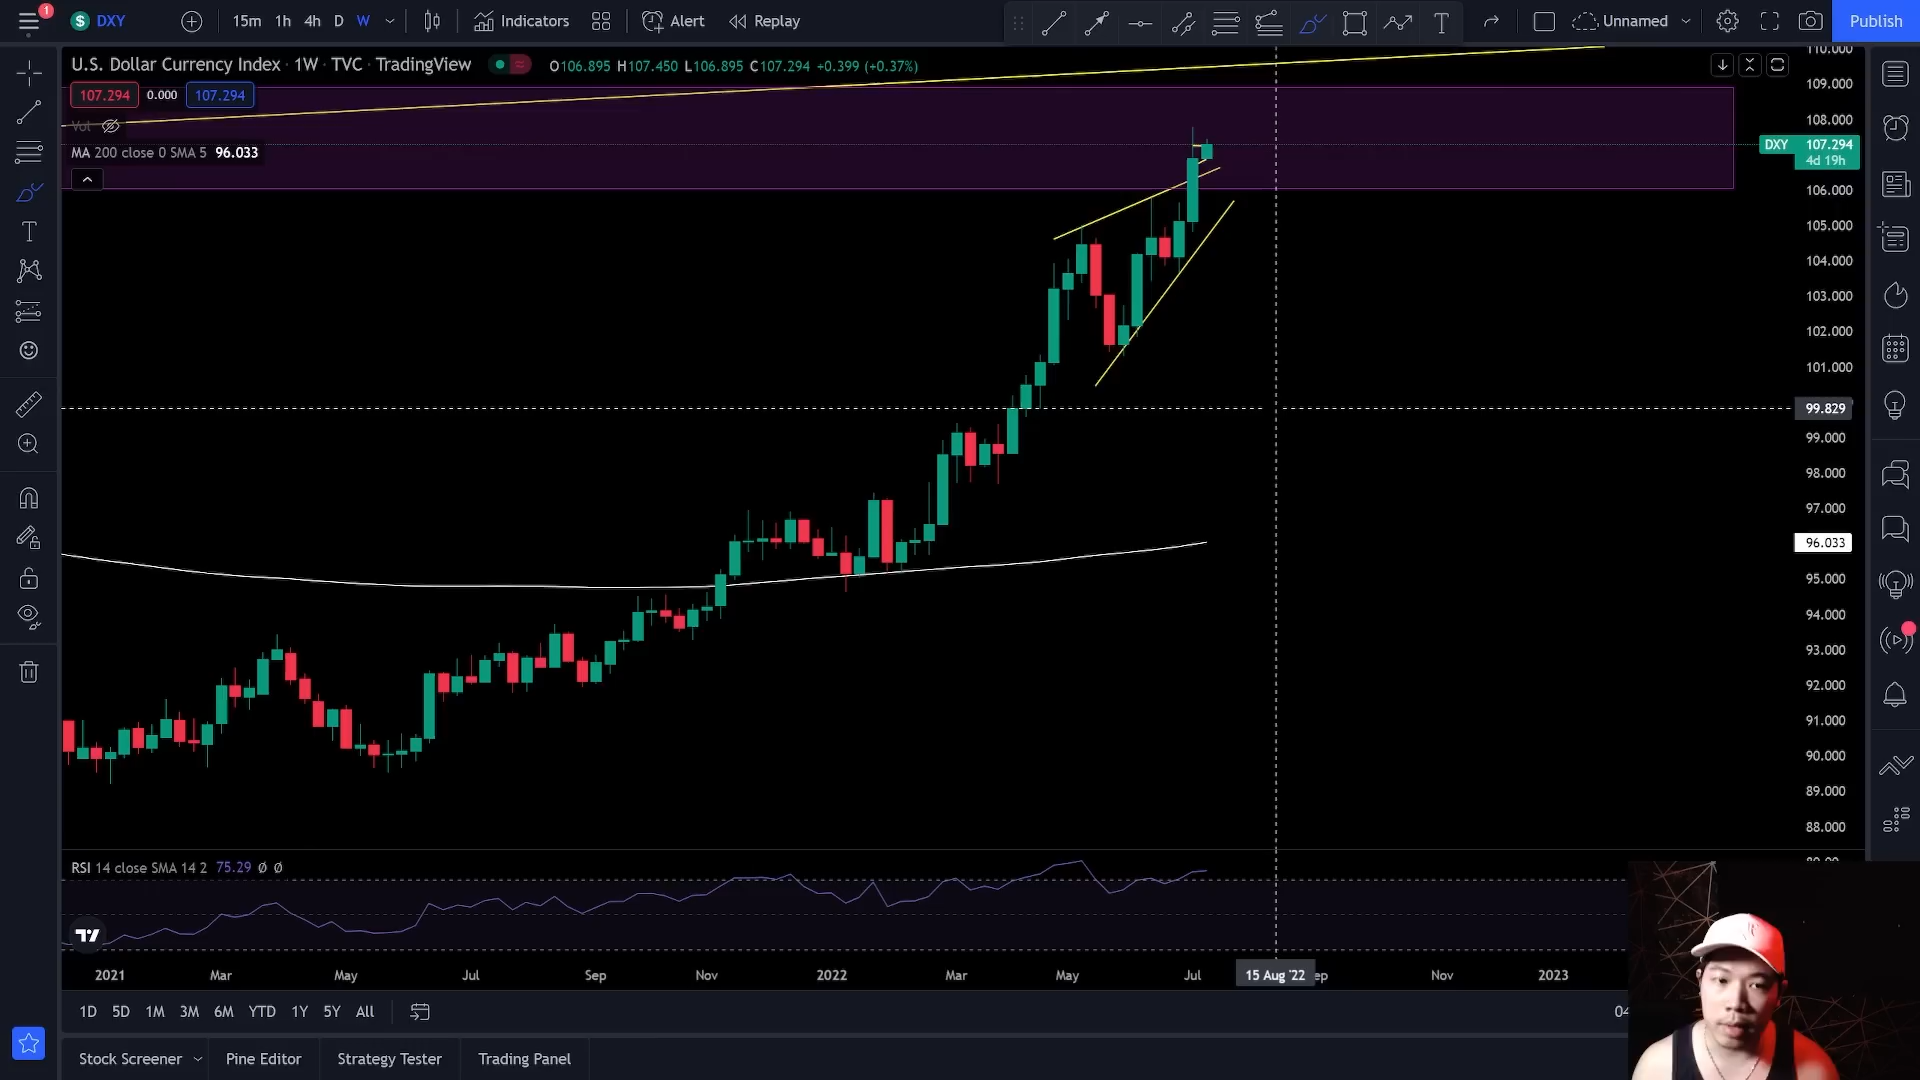 1
$ DXY
15m 1h 4h D W
Indicators
Alert
Replay
T
Unnamed
Publish
U.S. Dollar Currency Index · 1W · TVC · TradingView
O106.895 H107.450 L106.895 C107.294 +0.399 (+0.37%)
107.294 0.000 107.294
Vol
MA 200 close 0 SMA 5 96.033
110.000
109.000
108.000
DXY 107.294
4d 19h
106.000
105.000
104.000
103.000
102.000
101.000
99.829
99.000
98.000
97.000
96.033
95.000
94.000
93.000
92.000
91.000
90.000
89.000
88.000
RSI 14 close SMA 14 2 75.29 Ø Ø
2021 Mar May Jul Sep Nov 2022 Mar May Jul 15 Aug '22 ep Nov 2023
1D 5D 1M 3M 6M YTD 1Y 5Y All
04
Stock Screener Pine Editor Strategy Tester Trading Panel